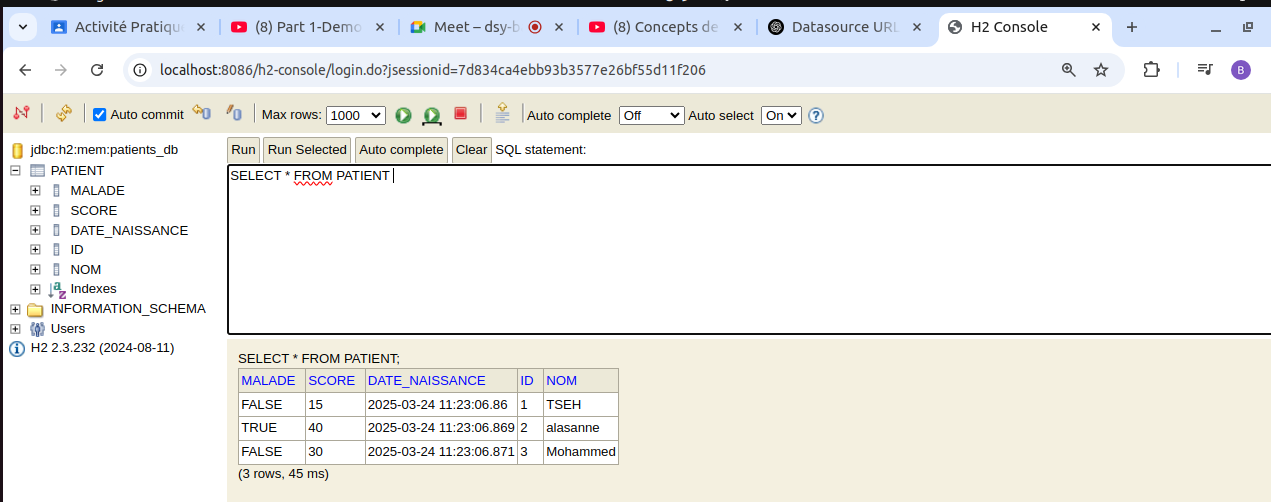 Activité Pratiqu
(8) Part 1-Demo
Meet – dsy-b
(8) Concepts de
Datasource URL
H2 Console
localhost:8086/h2-console/login.do?jsessionid=7d834ca4ebb93b3577e26bf55d11f206
B
Auto commit
Max rows: 1000
Auto complete Off
Auto select On
jdbc:h2:mem:patients_db
PATIENT
MALADE
SCORE
DATE_NAISSANCE
ID
NOM
Indexes
INFORMATION_SCHEMA
Users
H2 2.3.232 (2024-08-11)
Run Run Selected Auto complete Clear SQL statement:
SELECT * FROM PATIENT
SELECT * FROM PATIENT;
MALADE SCORE DATE_NAISSANCE ID NOM
FALSE 15 2025-03-24 11:23:06.86 1 TSEH
TRUE 40 2025-03-24 11:23:06.869 2 alasanne
FALSE 30 2025-03-24 11:23:06.871 3 Mohammed
(3 rows, 45 ms)